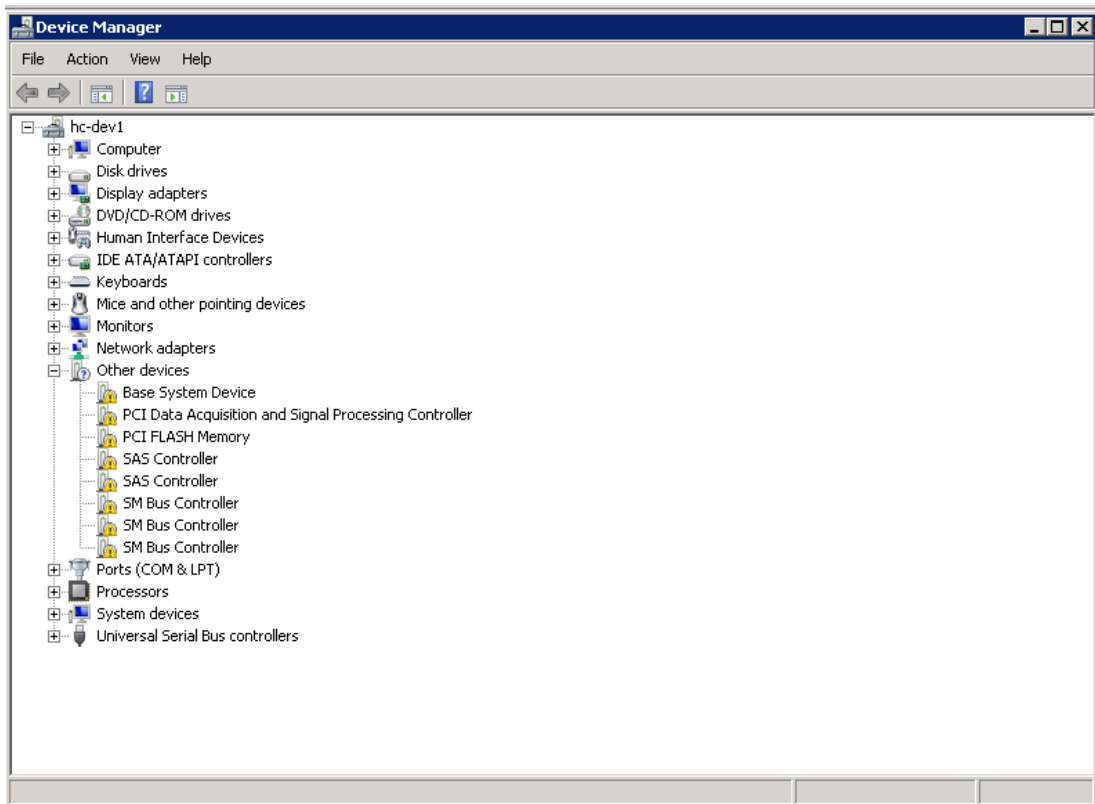 Device Manager
File Action View Help
hc-dev1
Computer
Disk drives
Display adapters
DVD/CD-ROM drives
Human Interface Devices
IDE ATA/ATAPI controllers
Keyboards
Mice and other pointing devices
Monitors
Network adapters
Other devices
Base System Device
PCI Data Acquisition and Signal Processing Controller
PCI FLASH Memory
SAS Controller
SAS Controller
SM Bus Controller
SM Bus Controller
SM Bus Controller
Ports (COM & LPT)
Processors
System devices
Universal Serial Bus controllers